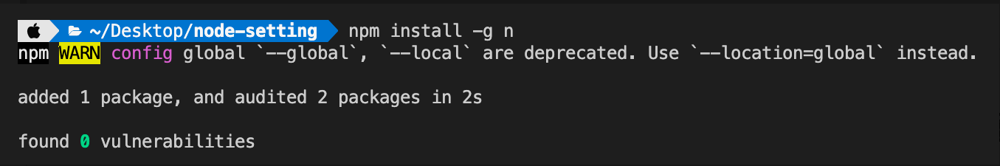 ~/Desktop/node-setting npm install -g n
npm WARN config global `--global`, `--local` are deprecated. Use `--location=global` instead.
added 1 package, and audited 2 packages in 2s
found 0 vulnerabilities